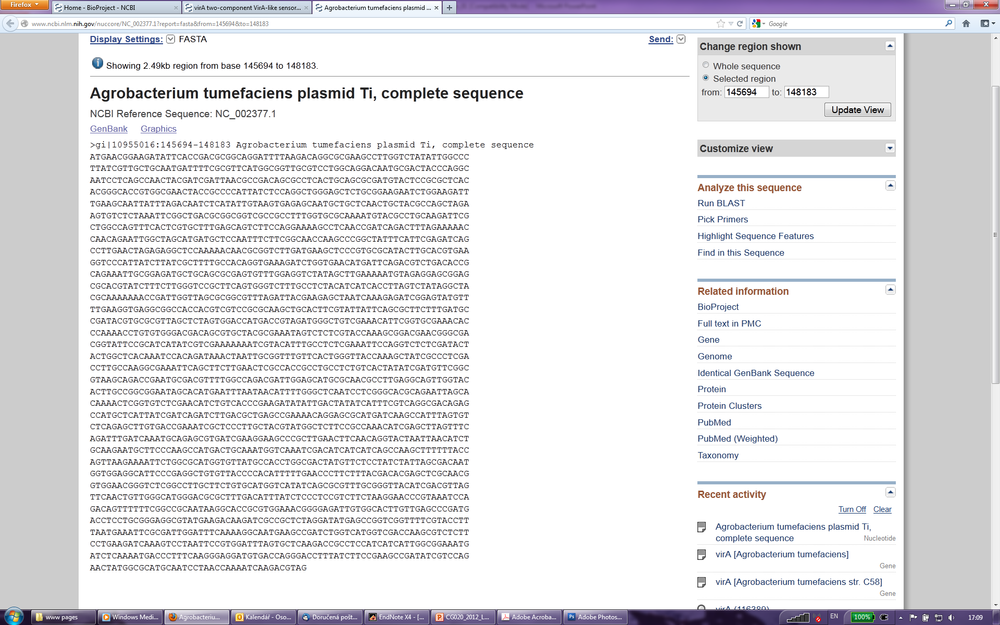 Firefox
Home - BioProject - NCBI
virA two-component VirA-like sensor...
Agrobacterium tumefaciens plasmid ...
www.ncbi.nlm.nih.gov/nuccore/NC_002377.1?report=fasta&from=145694&to=148183
Google
Display Settings: FASTA
Send:
Showing 2.49kb region from base 145694 to 148183.
Agrobacterium tumefaciens plasmid Ti, complete sequence
NCBI Reference Sequence: NC_002377.1
GenBank Graphics
>gi|10955016:145694-148183 Agrobacterium tumefaciens plasmid Ti, complete sequence
ATGAACGGAAGATATTCACCGACGCGGCAGGATTTTAAGACAGGCGCGAAGCCTTGGTCTATATTGGCCC
TTATCGTTGCTGCAATGATTTTCGCGTTCATGGCGGTTGCGTCCTGGCAGGACAATGCGACTACCCAGGC
AATCCTCAGCCAACTACGATCGATTAACGCCGACAGCGCCTCACTGCAGCGCGATGTACTCCGCGCTCAC
ACGGGCACCGTGGCGAACTACCGCCCCATTATCTCCAGGCTGGGAGCTCTGCGGAAGAATCTGGAAGATT
TGAAGCAATTATTTAGACAATCTCATATTGTAAGTGAGAGCAATGCTGCTCAACTGCTACGCCAGCTAGA
AGTGTCTCTAAATTCGGCTGACGCGGCGGTCGCCGCCTTTGGTGCGCAAAATGTACGCCTGCAAGATTCG
CTGGCCAGTTTCACTCGTGCTTTGAGCAGTCTTCCAGGAAAAGCCTCAACCGATCAGACTTTAGAAAAAC
CAACAGAATTGGCTAGCATGATGCTCCAATTTCTTCGGCAACCAAGCCCGGCTATTTCATTCGAGATCAG
CCTTGAACTAGAGAGGCTCCAAAAACAACGCGGTCTTGATGAAGCTCCCGTGCGCATACTTGCACGTGAA
GGTCCCATTATCTTATCGCTTTTGCCACAGGTGAAAGATCTGGTGAACATGATTCAGACGTCTGACACCG
CAGAAATTGCGGAGATGCTGCAGCGCGAGTGTTTGGAGGTCTATAGCTTGAAAAATGTAGAGGAGCGGAG
CGCACGTATCTTTCTTGGGTCCGCTTCAGTGGGTCTTTGCCTCTACATCATCACCTTAGTCTATAGGCTA
CGCAAAAAAACCGATTGGTTAGCGCGGCGTTTAGATTACGAAGAGCTAATCAAAGAGATCGGAGTATGTT
TTGAAGGTGAGGCGGCCACCACGTCGTCCGCGCAAGCTGCACTTCGTATTATTCAGCGCTTCTTTGATGC
CGATACGTGCGCGTTAGCTCTAGTGGACCATGACCGTAGATGGGCTGTCGAAACATTCGGTGCGAAACAC
CCAAAACCTGTGTGGGACGACAGCGTGCTACGCGAAATAGTCTCTCGTACCAAAGCGGACGAACGGGCGA
CGGTATTCCGCATCATATCGTCGAAAAAAATCGTACATTTGCCTCTCGAAATTCCAGGTCTCTCGATACT
ACTGGCTCACAAATCCACAGATAAACTAATTGCGGTTTGTTCACTGGGTTACCAAAGCTATCGCCCTCGA
CCTTGCCAAGGCGAAATTCAGCTTCTTGAACTCGCCACCGCCTGCCTCTGTCACTATATCGATGTTCGGC
GTAAGCAGACCGAATGCGACGTTTTGGCCAGACGATTGGAGCATGCGCAACGCCTTGAGGCAGTTGGTAC
ACTTGCCGGCGGAATAGCACATGAATTTAATAACATTTTGGGCTCAATCCTCGGGCACGCAGAATTAGCA
CAAAACTCGGTGTCTCGAACATCTGTCACCCGAAGATATATTGACTATATCATTTCGTCAGGCGACAGAG
CCATGCTCATTATCGATCAGATCTTGACGCTGAGCCGAAAACAGGAGCGCATGATCAAGCCATTTAGTGT
CTCAGAGCTTGTGACCGAAATCGCTCCCTTGCTACGTATGGCTCTTCCGCCAAACATCGAGCTTAGTTTC
AGATTTGATCAAATGCAGAGCGTGATCGAAGGAAGCCCGCTTGAACTTCAACAGGTACTAATTAACATCT
GCAAGAATGCTTCCCAAGCCATGACTGCAAATGGTCAAATCGACATCATCATCAGCCAAGCTTTTTTACC
AGTTAAGAAAATTCTGGCGCATGGTGTTATGCCACCTGGCGACTATGTTCTCCTATCTATTAGCGACAAT
GGTGGAGGCATTCCCGAGGCTGTGTTACCCCACATTTTTGAACCCTTCTTTACGACACGAGCTCGCAACG
GTGGAACGGGTCTCGGCCTTGCTTCTGTGCATGGTCATATCAGCGCGTTTGCGGGTTACATCGACGTTAG
TTCAACTGTTGGGCATGGGACGCGCTTTGACATTTATCTCCCTCCGTCTTCTAAGGAACCCGTAAATCCA
GACAGTTTTTTCGGCCGCAATAAGGCACCGCGTGGAAACGGGGAGATTGTGGCACTTGTTGAGCCCGATG
ACCTCCTGCGGGAGGCGTATGAAGACAAGATCGCCGCTCTAGGATATGAGCCGGTCGGTTTTCGTACCTT
TAATGAAATTCGCGATTGGATTTCAAAAGGCAATGAAGCCGATCTGGTCATGGTCGACCAAGCGTCTCTT
CCTGAAGATCAAAGTCCTAATTCCGTGGATTTAGTGCTCAAGACCGCCTCCATCATCATTGGCGGAAATG
ATCTCAAAATGACCCTTTCAAGGGAGGATGTGACCAGGGACCTTTATCTTCCGAAGCCGATATCGTCCAG
AACTATGGCGCATGCAATCCTAACCAAAATCAAGACGTAG
Change region shown
Whole sequence
Selected region
from: 145694 to: 148183
Update View
Customize view
Analyze this sequence
Run BLAST
Pick Primers
Highlight Sequence Features
Find in this Sequence
Related information
BioProject
Full text in PMC
Gene
Genome
Identical GenBank Sequence
Protein
Protein Clusters
PubMed
PubMed (Weighted)
Taxonomy
Recent activity
Turn Off Clear
Agrobacterium tumefaciens plasmid Ti,
complete sequence
Nucleotide
virA [Agrobacterium tumefaciens]
Gene
virA [Agrobacterium tumefaciens str. C58]
Gene
virA (116389)
www pages
Windows Medi...
Agrobacteriu...
Kalendář - Oso...
Doručená pošt...
EndNote X4 - [...
CG020_2012_L...
Adobe Acroba...
Adobe Photos...
EN
100%
17:09